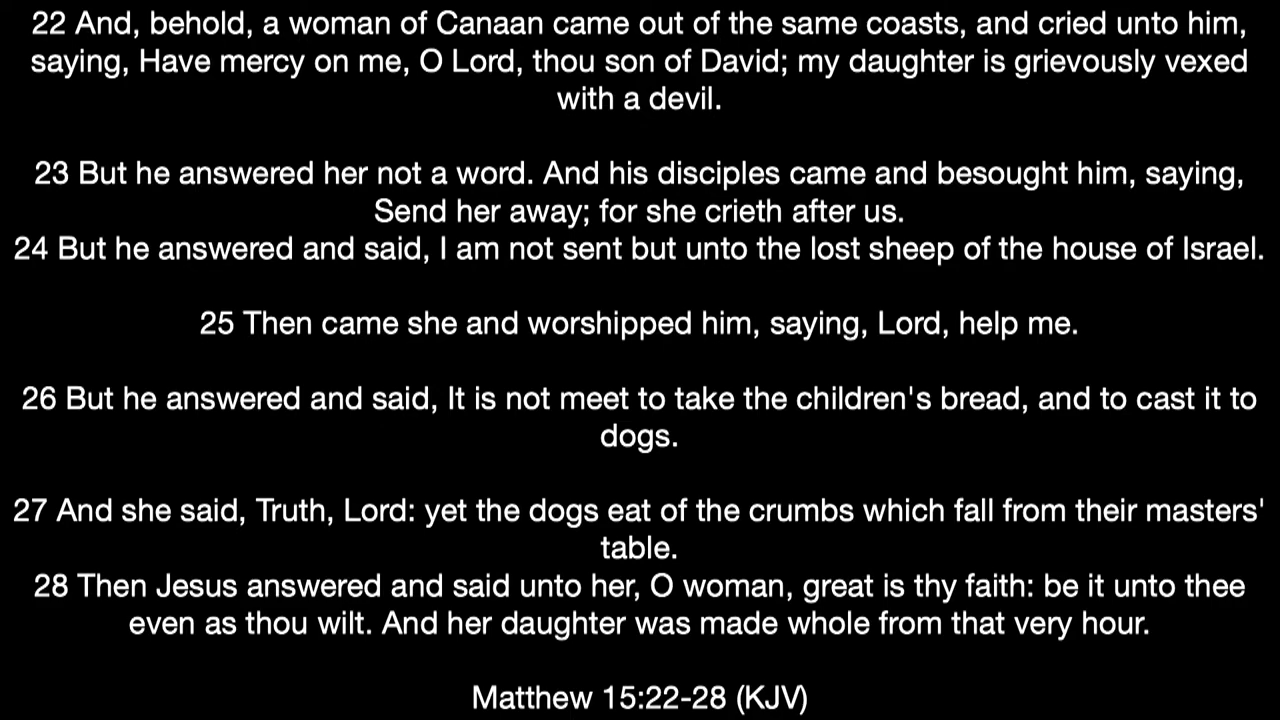 22 And, behold, a woman of Canaan came out of the same coasts, and cried unto him,
saying, Have mercy on me, O Lord, thou son of David; my daughter is grievously vexed
with a devil.
23 But he answered her not a word. And his disciples came and besought him, saying,
Send her away; for she crieth after us.
24 But he answered and said, I am not sent but unto the lost sheep of the house of Israel.
25 Then came she and worshipped him, saying, Lord, help me.
26 But he answered and said, It is not meet to take the children's bread, and to cast it to
dogs.
27 And she said, Truth, Lord: yet the dogs eat of the crumbs which fall from their masters'
table.
28 Then Jesus answered and said unto her, O woman, great is thy faith: be it unto thee
even as thou wilt. And her daughter was made whole from that very hour.
Matthew 15:22-28 (KJV)